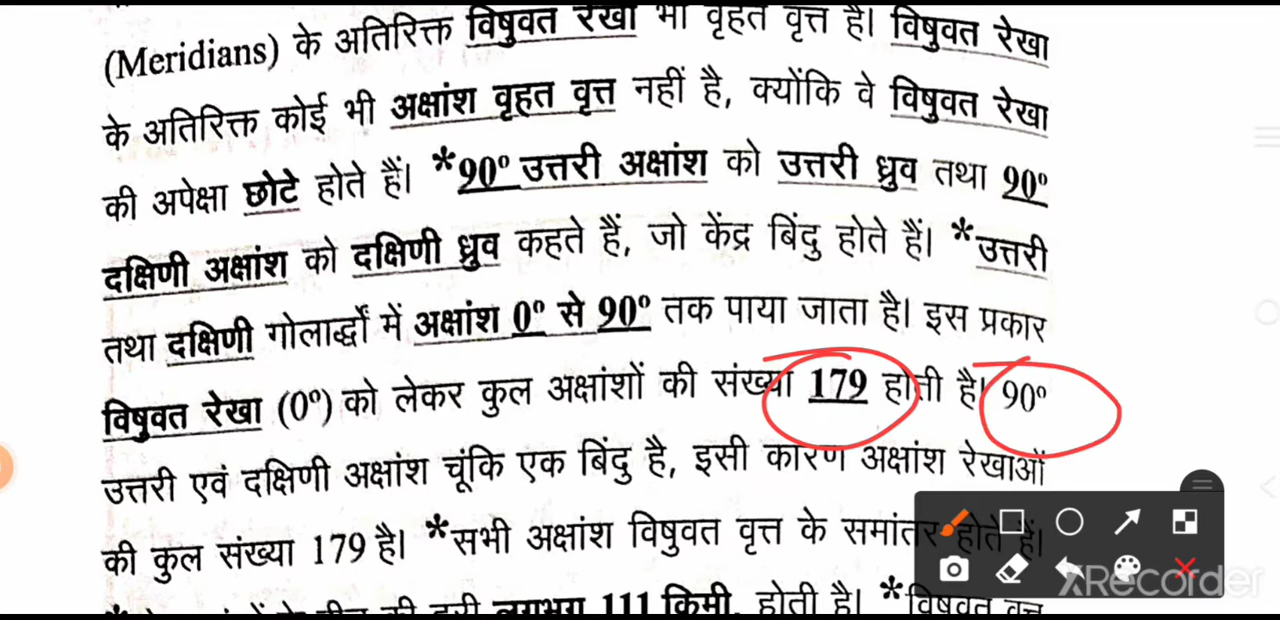 (Meridians) के अतिरिक्त विषुवत रेखा भी वृहत वृत्त है। विषुवत रेखा
के अतिरिक्त कोई भी अक्षांश वृहत वृत्त नहीं है, क्योंकि वे विषुवत रेखा
की अपेक्षा छोटे होते हैं। *90° उत्तरी अक्षांश को उत्तरी ध्रुव तथा 90°
दक्षिणी अक्षांश को दक्षिणी ध्रुव कहते हैं, जो केंद्र बिंदु होते हैं। *उत्तरी
तथा दक्षिणी गोलार्द्धों में अक्षांश 0° से 90° तक पाया जाता है। इस प्रकार
विषुवत रेखा (0°) को लेकर कुल अक्षांशों की संख्या 179 होती है। 90°
उत्तरी एवं दक्षिणी अक्षांश चूंकि एक बिंदु है, इसी कारण अक्षांश रेखाओं
की कुल संख्या 179 है। *सभी अक्षांश विषुवत वृत्त के समांतर होते हैं।
की दूरी लगभग 111 किमी. होती है। *विषुवत वृत्त
XRecorder